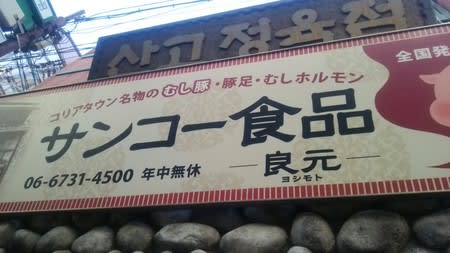 산고정육점
コリアタウン名物のむし豚・豚足・むしホルモン
全国発
サンコー食品
06-6731-4500 年中無休
良元
ヨシモト